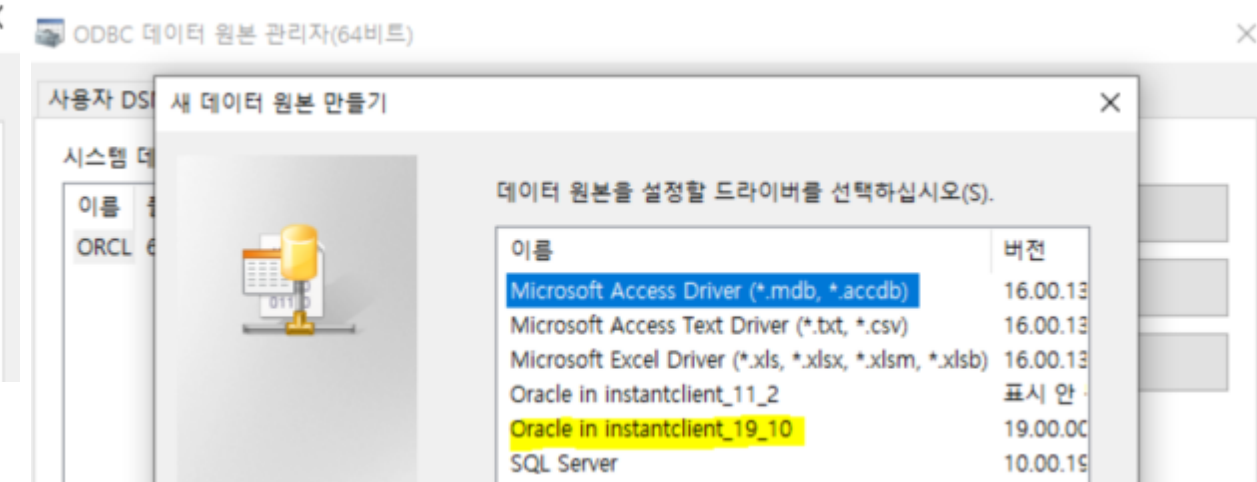 ODBC 데이터 원본 관리자(64비트)
사용자 DSN
새 데이터 원본 만들기
시스템 데
데이터 원본을 설정할 드라이버를 선택하십시오(S).
이름
ORCL 6
이름 버전
Microsoft Access Driver (*.mdb, *.accdb) 16.00.13
Microsoft Access Text Driver (*.txt, *.csv) 16.00.13
Microsoft Excel Driver (*.xls, *.xlsx, *.xlsm, *.xlsb) 16.00.13
Oracle in instantclient_11_2 표시 안
Oracle in instantclient_19_10 19.00.00
SQL Server 10.00.19